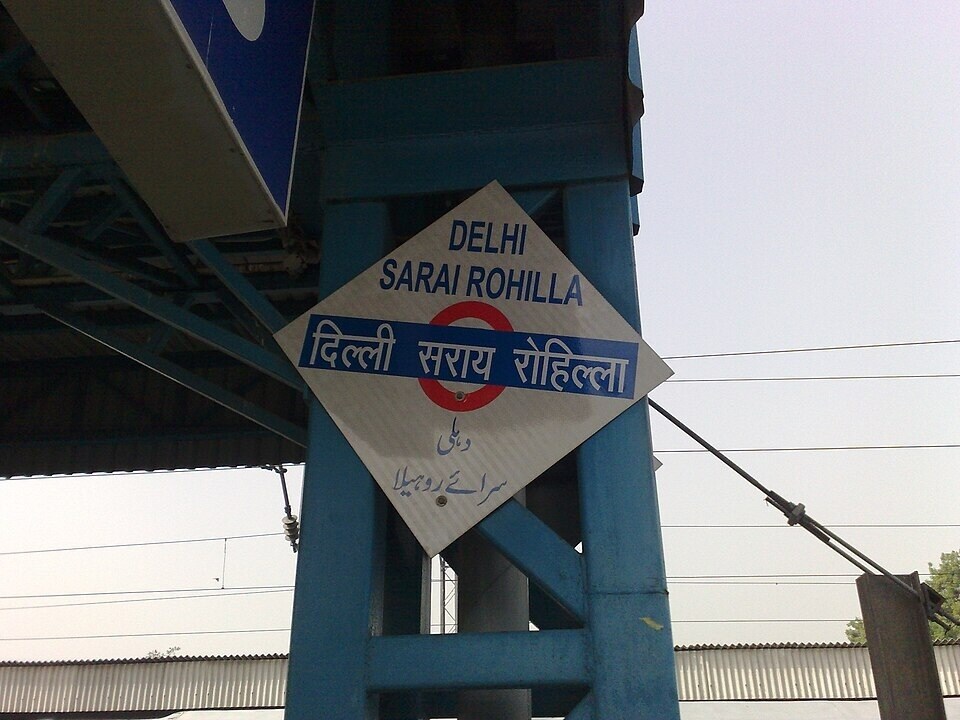 DELHI
SARAI ROHILLA
दिल्ली सराय रोहिल्ला
دہلی
سرائے روہیلا